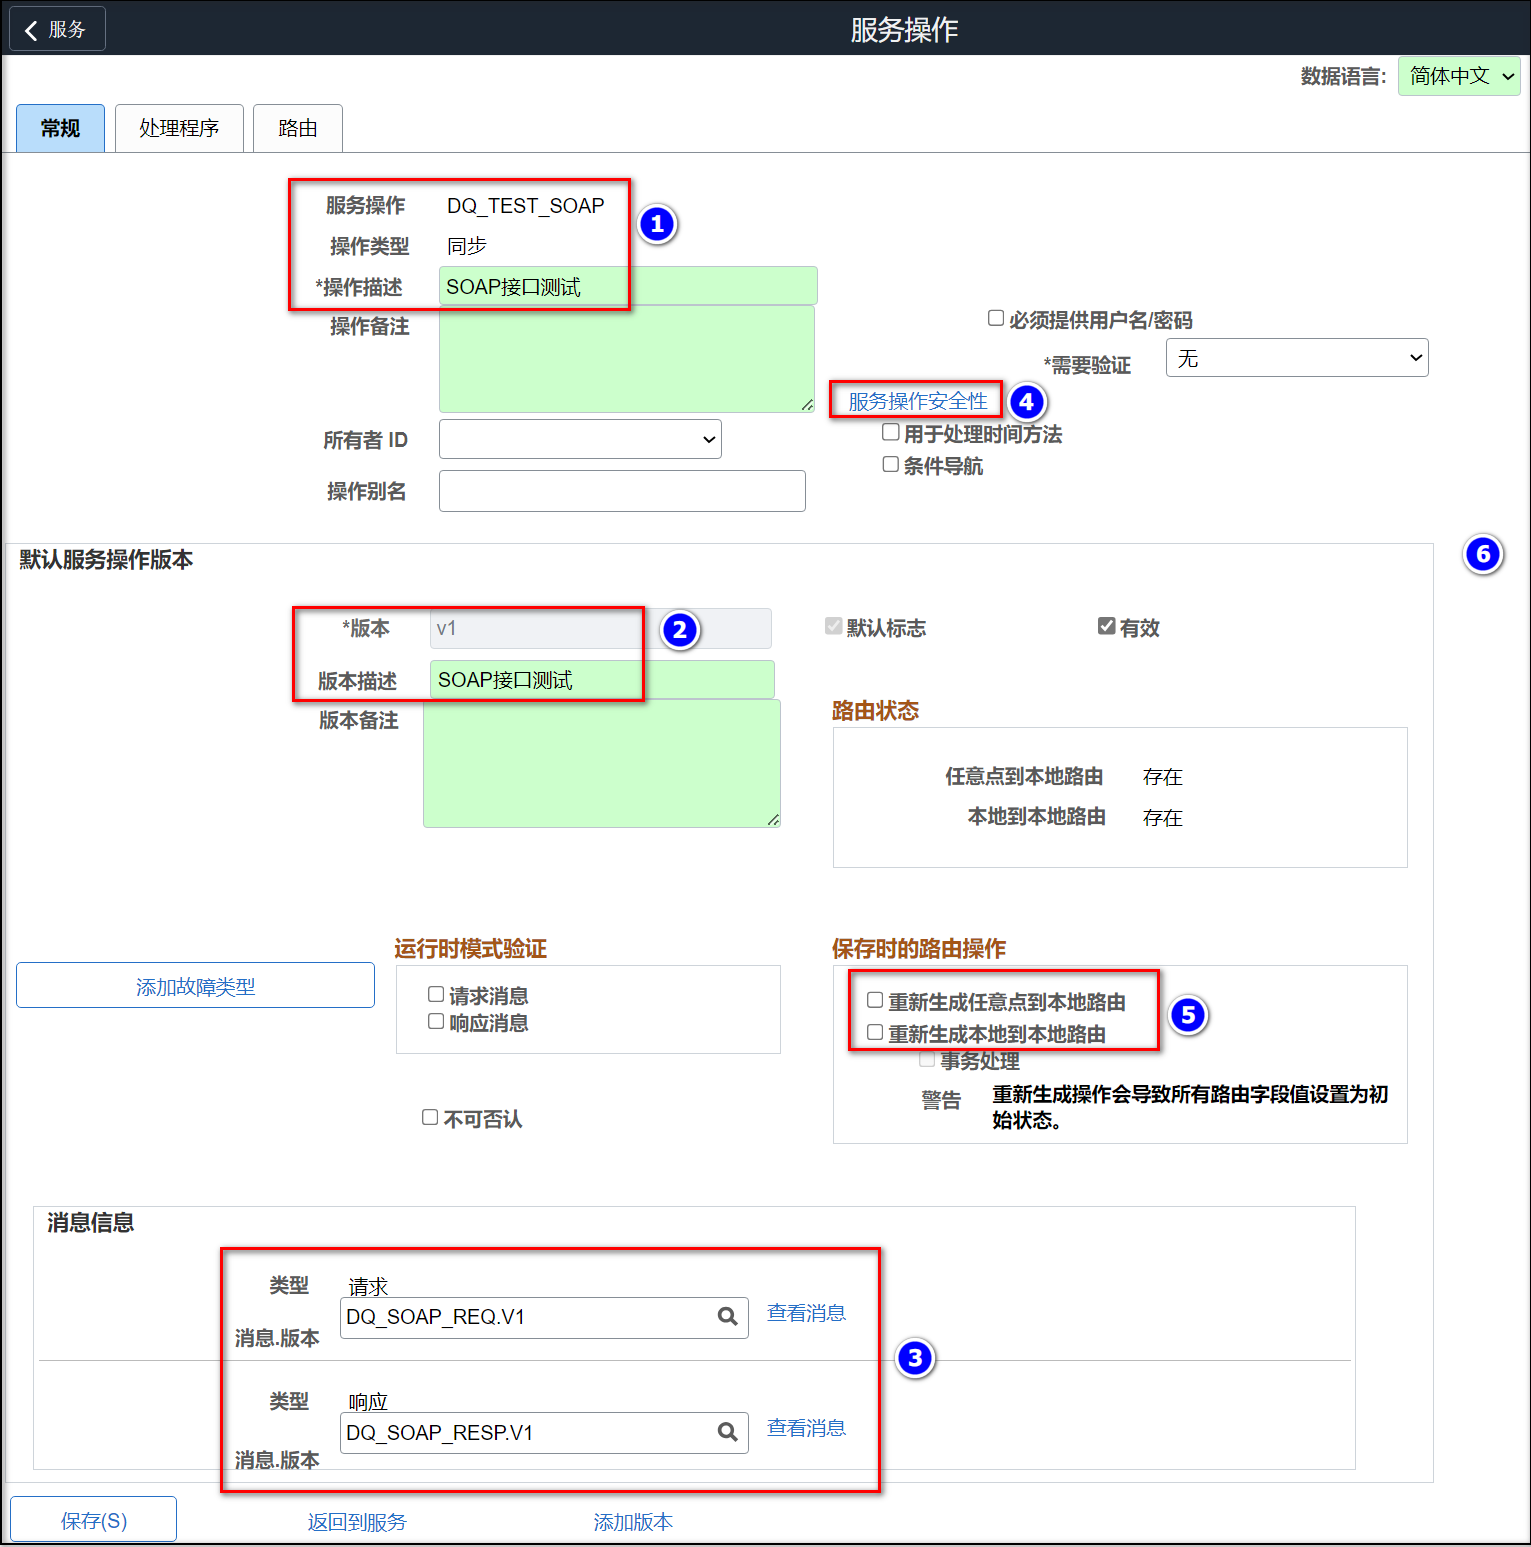 服务
服务操作
数据语言:
简体中文
常规
处理程序
路由
服务操作
DQ_TEST_SOAP
1
操作类型
同步
*操作描述
SOAP接口测试
操作备注
必须提供用户名/密码
*需要验证
无
服务操作安全性
4
用于处理时间方法
所有者 ID
条件导航
操作别名
默认服务操作版本
6
*版本
v1
2
默认标志
有效
版本描述
SOAP接口测试
版本备注
路由状态
任意点到本地路由
存在
本地到本地路由
存在
运行时模式验证
保存时的路由操作
添加故障类型
请求消息
响应消息
重新生成任意点到本地路由
5
重新生成本地到本地路由
事务处理
警告
重新生成操作会导致所有路由字段值设置为初
始状态。
不可否认
消息信息
类型
请求
消息.版本
DQ_SOAP_REQ.V1
查看消息
3
类型
响应
消息.版本
DQ_SOAP_RESP.V1
查看消息
保存(S)
返回到服务
添加版本